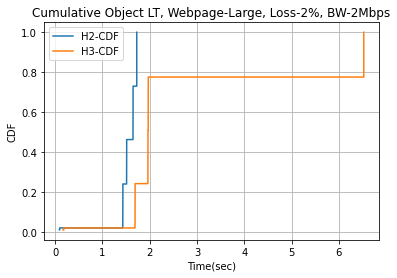 Cumulative Object LT, Webpage-Large, Loss-2%, BW-2Mbps
H2-CDF
H3-CDF
1.0
0.8
0.6
0.4
0.2
0.0
CDF
0 1 2 3 4 5 6
Time(sec)